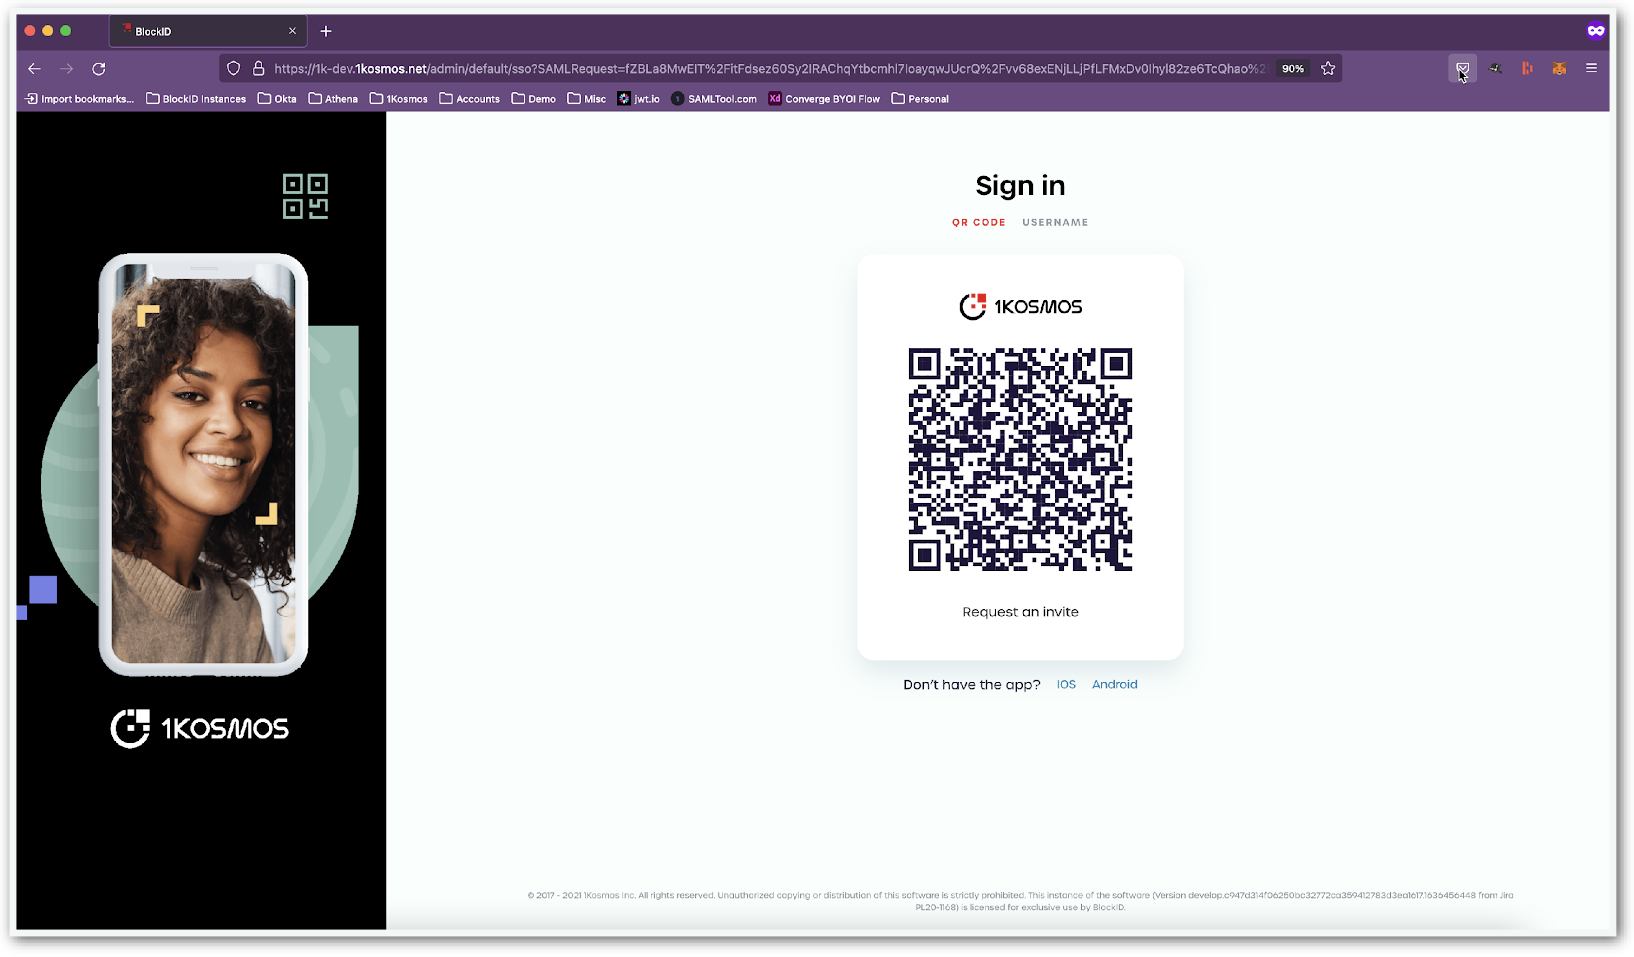 BlockID
https://1k-dev.1kosmos.net/admin/default/sso?SAMLRequest=fZBLa8MwEIT%2FitFdsez60Sy2IRAChqYtbcmhl7IoayqwJUcrQ%2Fvv68exENjLLjPfLFMxDv0Ihyl82ze6TcQhao%2
90%
Import bookmarks...
BlockID Instances
Okta
Athena
1Kosmos
Accounts
Demo
Misc
jwt.io
SAMLTool.com
Xd
Converge BYOI Flow
Personal
Sign in
QR CODE
USERNAME
1KOSMOS
Request an invite
Don't have the app?
IOS
Android
1KOSMOS
© 2017 - 2021 1Kosmos Inc. All rights reserved. Unauthorized copying or distribution of this software is strictly prohibited. This instance of the software (Version develop.c947d314f06250bc32772ca359412783d3ea1617.1636456448 from Jira
PL20-1168) is licensed for exclusive use by BlockID.